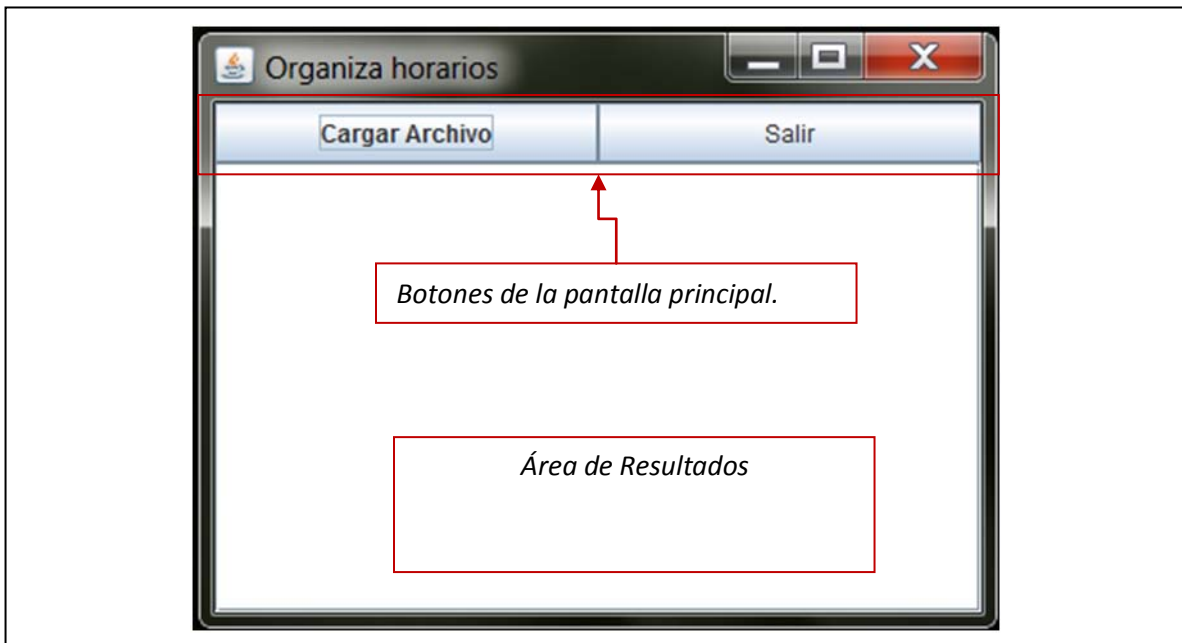 Organiza horarios
Cargar Archivo
Salir
Botones de la pantalla principal.
Área de Resultados